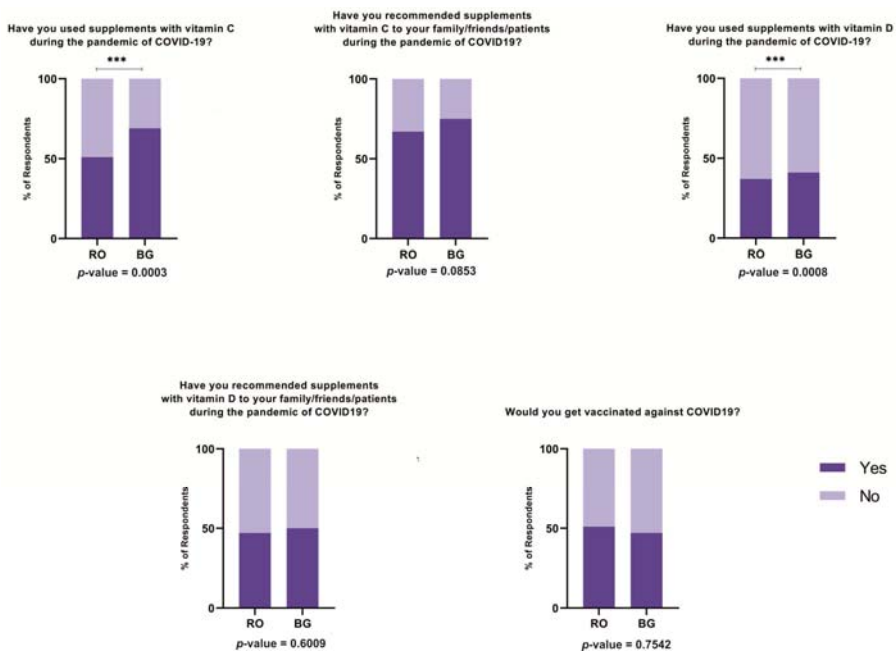 Have you used supplements with vitamin C
during the pandemic of COVID-19?
***
% of Respondents
100
50
0
RO BG
p-value = 0.0003
Have you recommended supplements
with vitamin C to your family/friends/patients
during the pandemic of COVID19?
% of Respondents
100
50
0
RO BG
p-value = 0.0853
Have you used supplements with vitamin D
during the pandemic of COVID-19?
***
% of Respondents
100
50
0
RO BG
p-value = 0.0008
Have you recommended supplements
with vitamin D to your family/friends/patients
during the pandemic of COVID19?
% of Respondents
100
50
0
RO BG
p-value = 0.6009
Would you get vaccinated against COVID19?
% of Respondents
100
50
0
RO BG
p-value = 0.7542
Yes
No